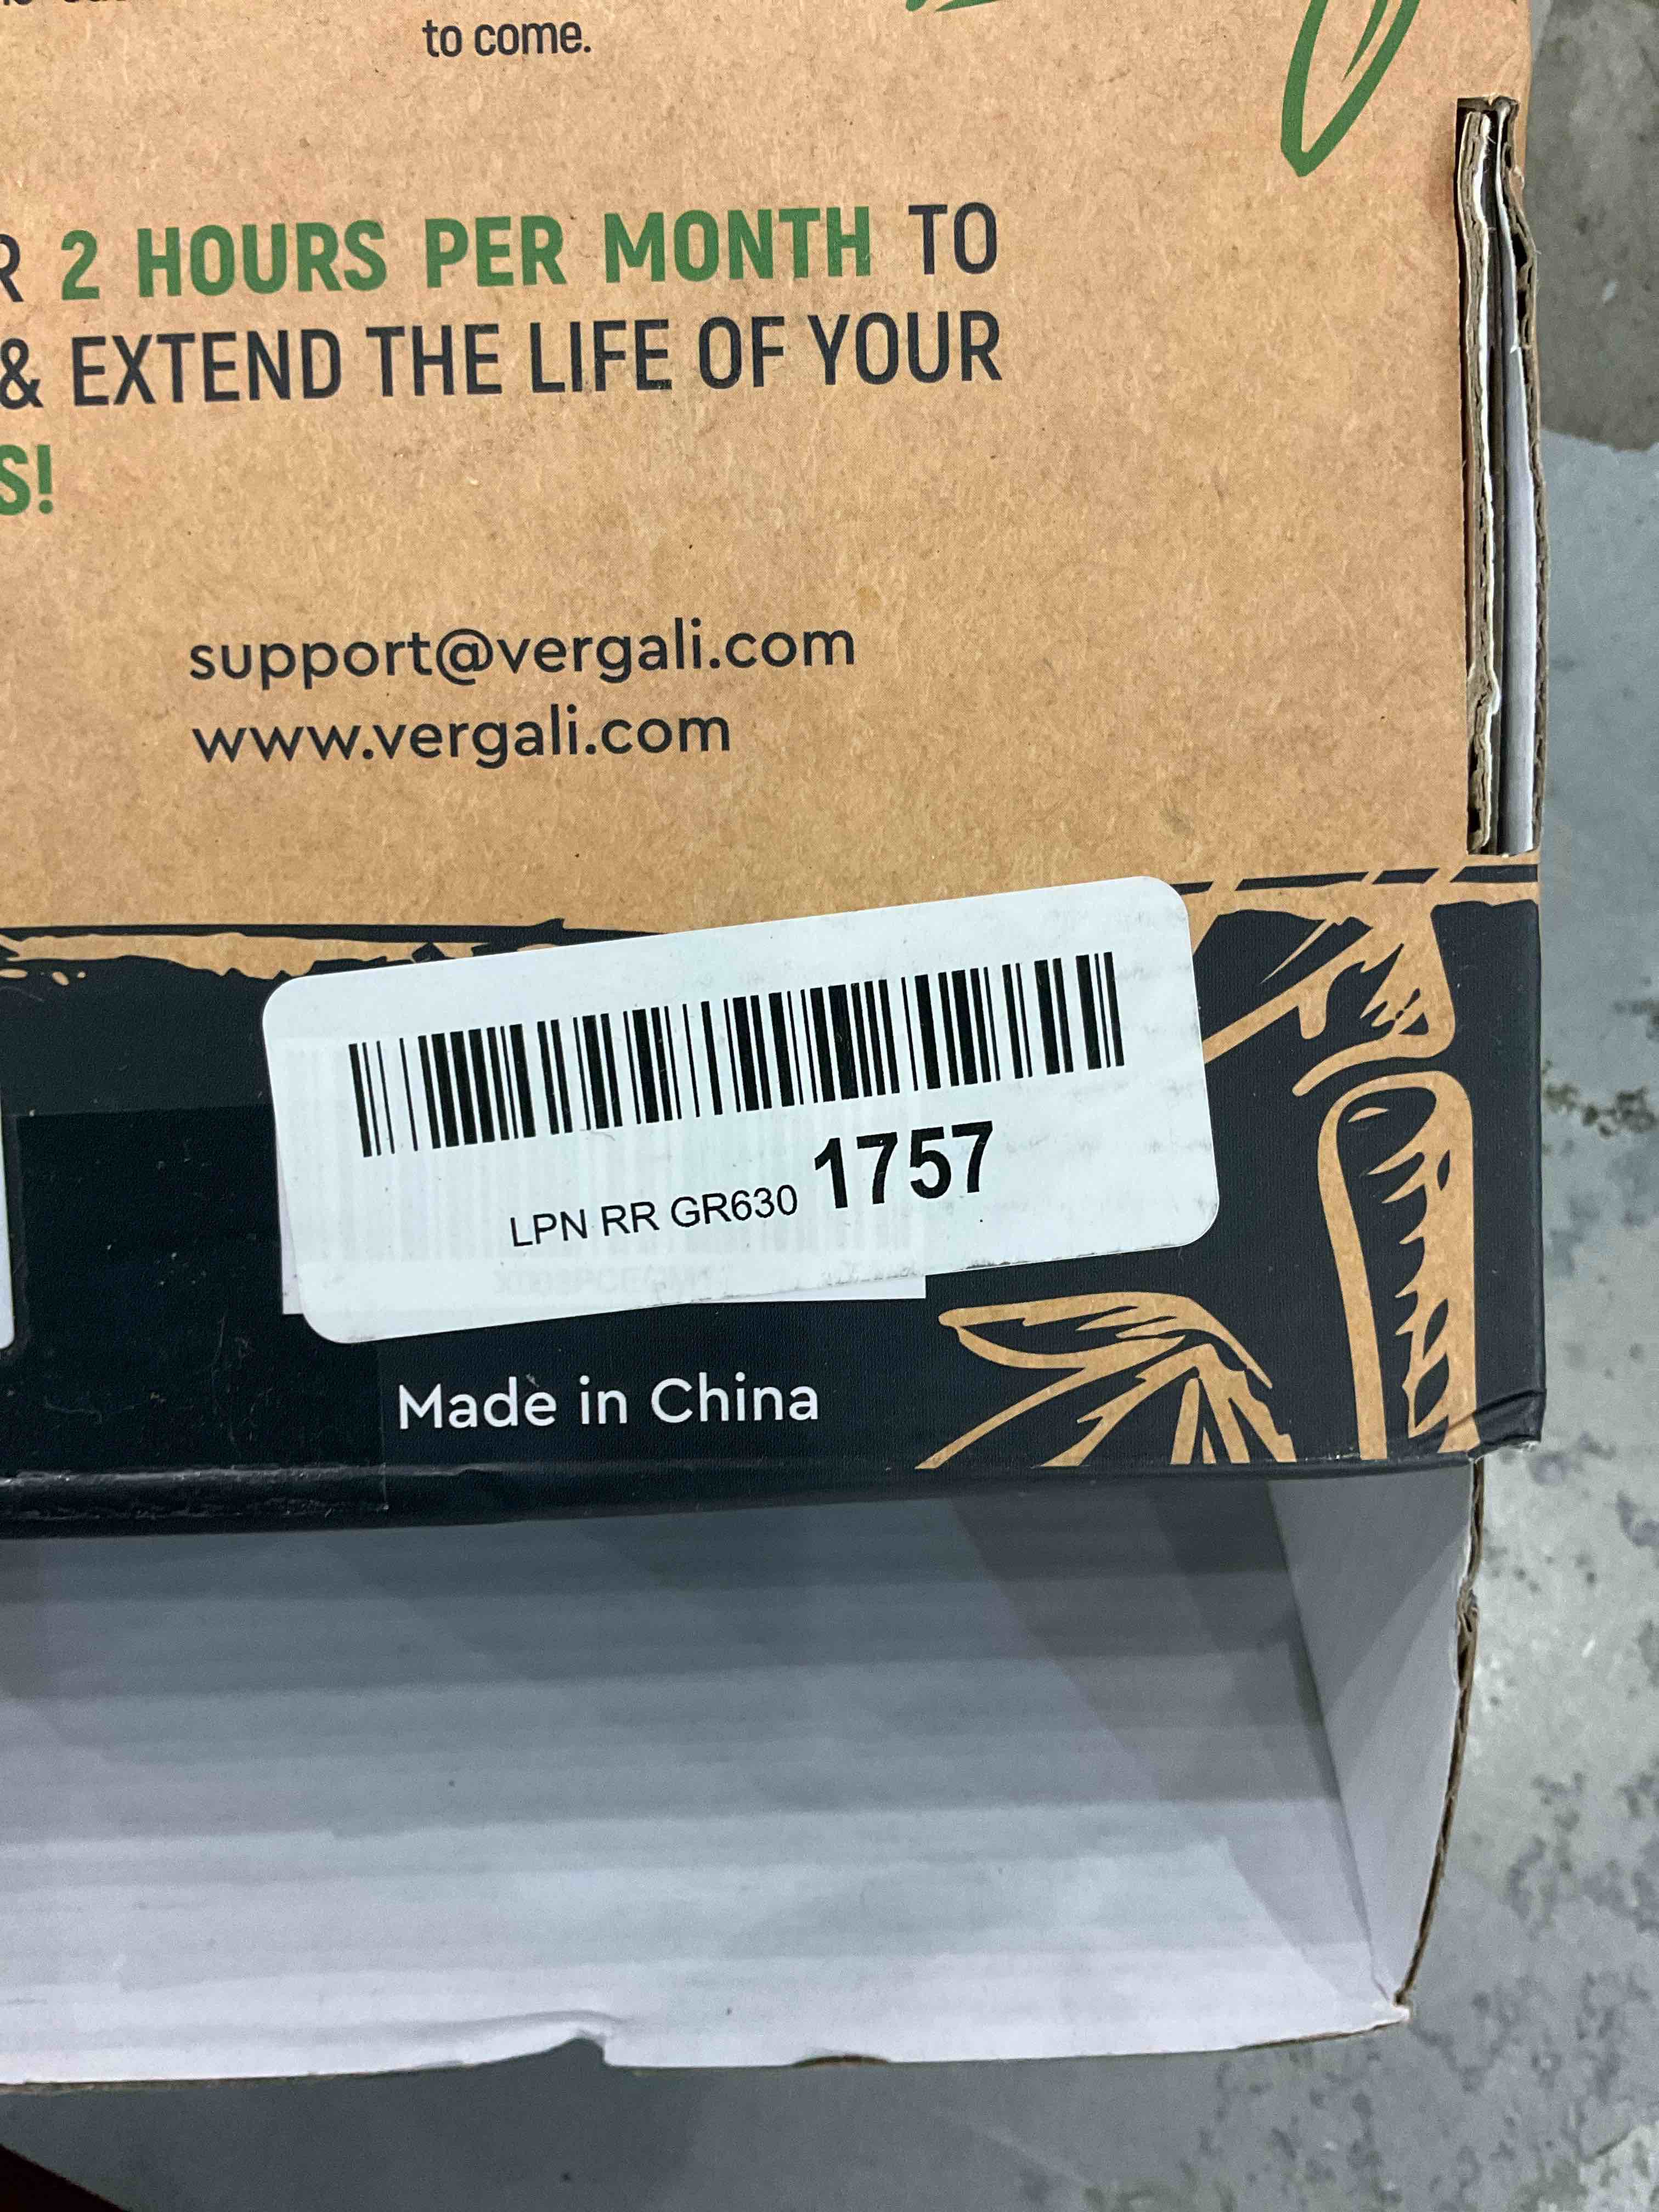 to come.
R 2 HOURS PER MONTH TO
& EXTEND THE LIFE OF YOUR
S!
support@vergali.com
www.vergali.com
LPN RR GR630 1757
Made in China